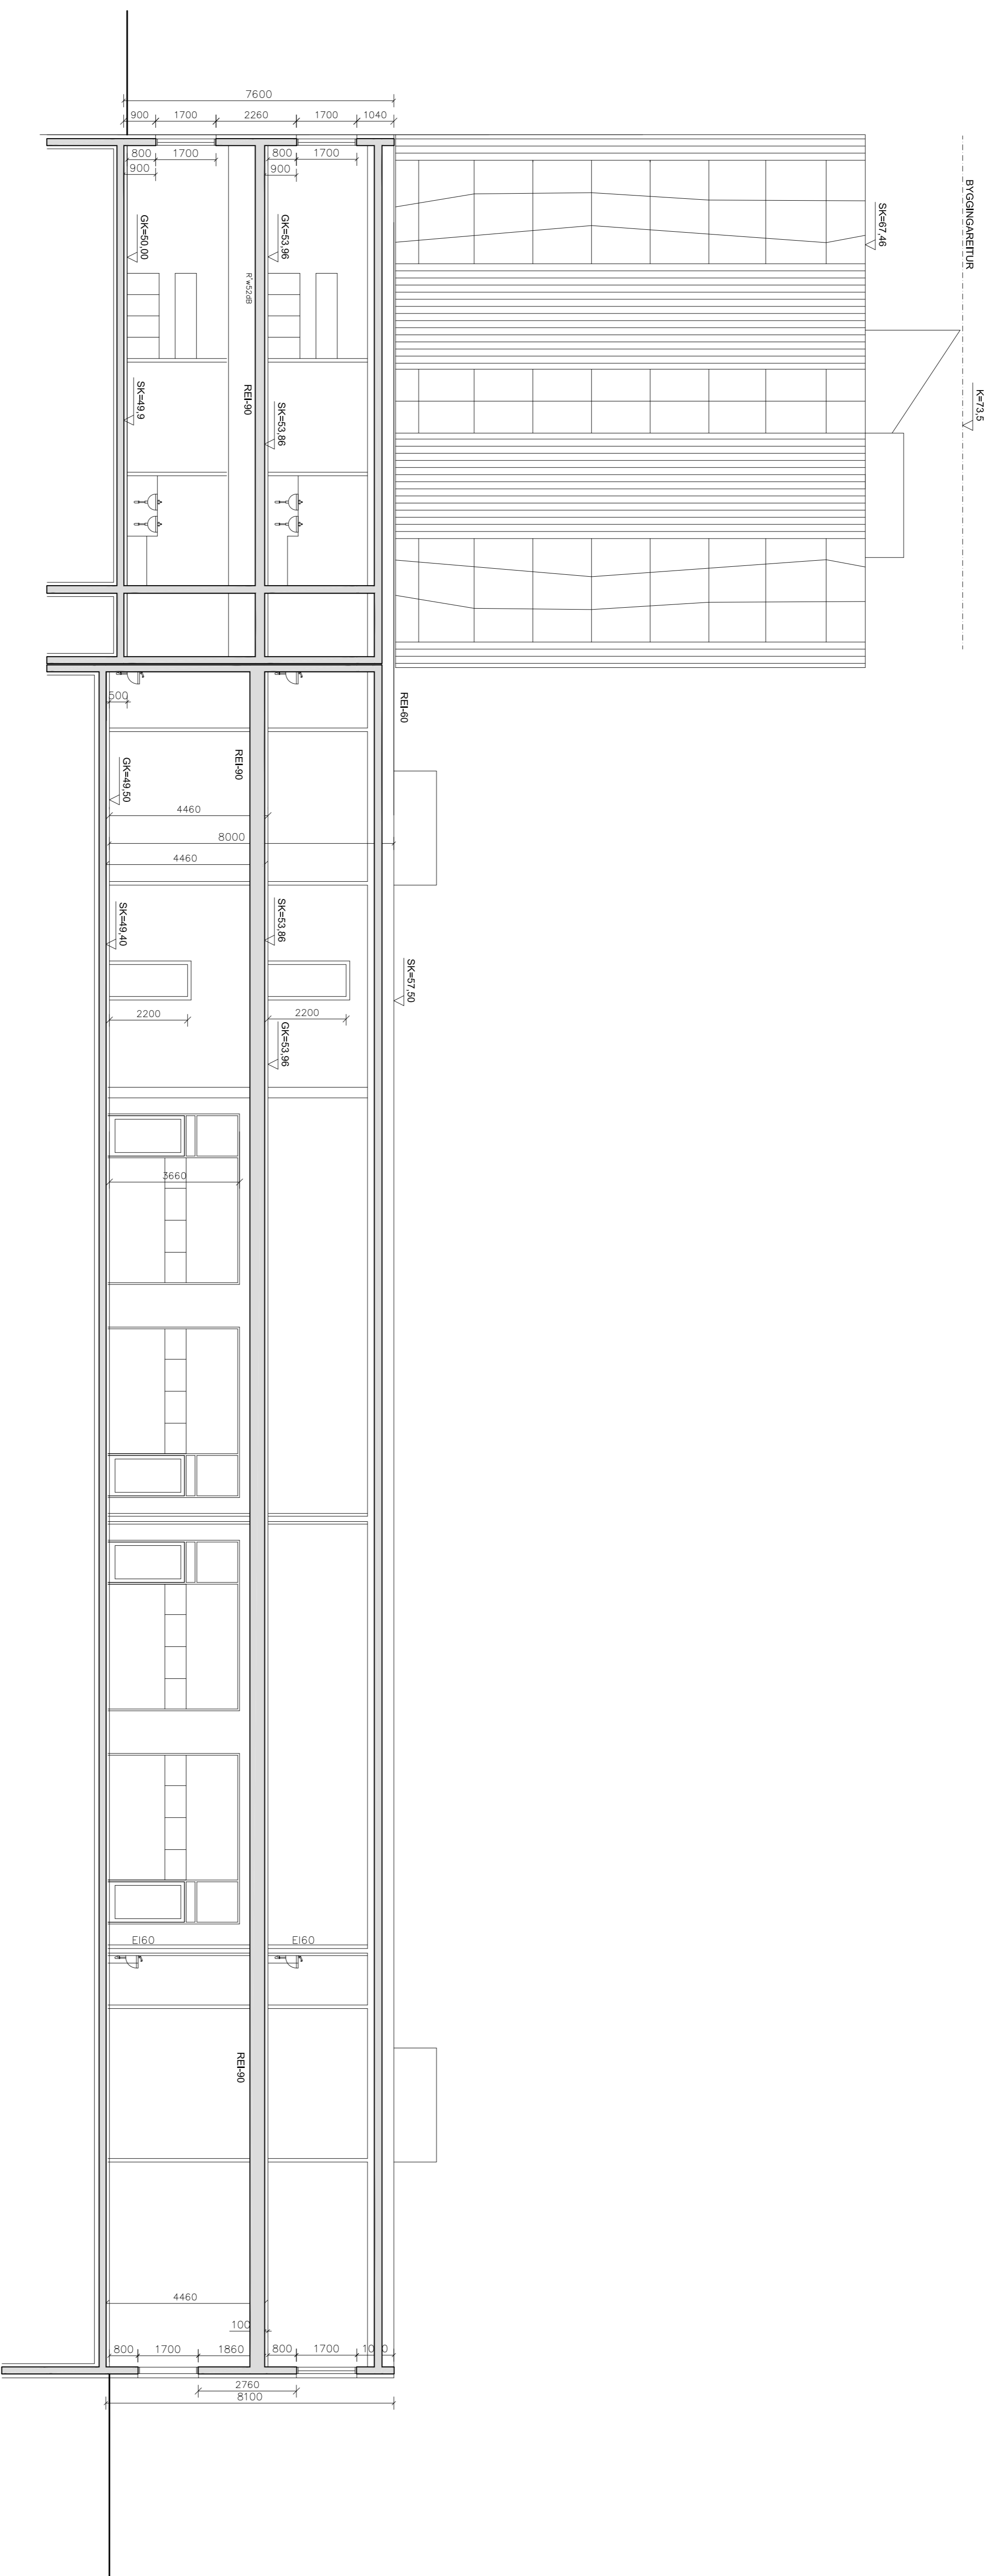 7600
900
1700
2260
1700
1040
800
1700
900
800
1700
900
BYGGINGAREITUR
SK=67,46
K=73,5
GK=50,00
GK=53,96
R'w52dB
SK=49,9
REI-90
SK=53,86
500
REI-60
REI-90
GK=49,50
4460
8000
4460
SK=49,40
SK=53,86
SK=57,50
2200
2200
GK=53,96
3660
EI60
EI60
REI-90
4460
100
800
1700
1860
800
1700
2760
8100